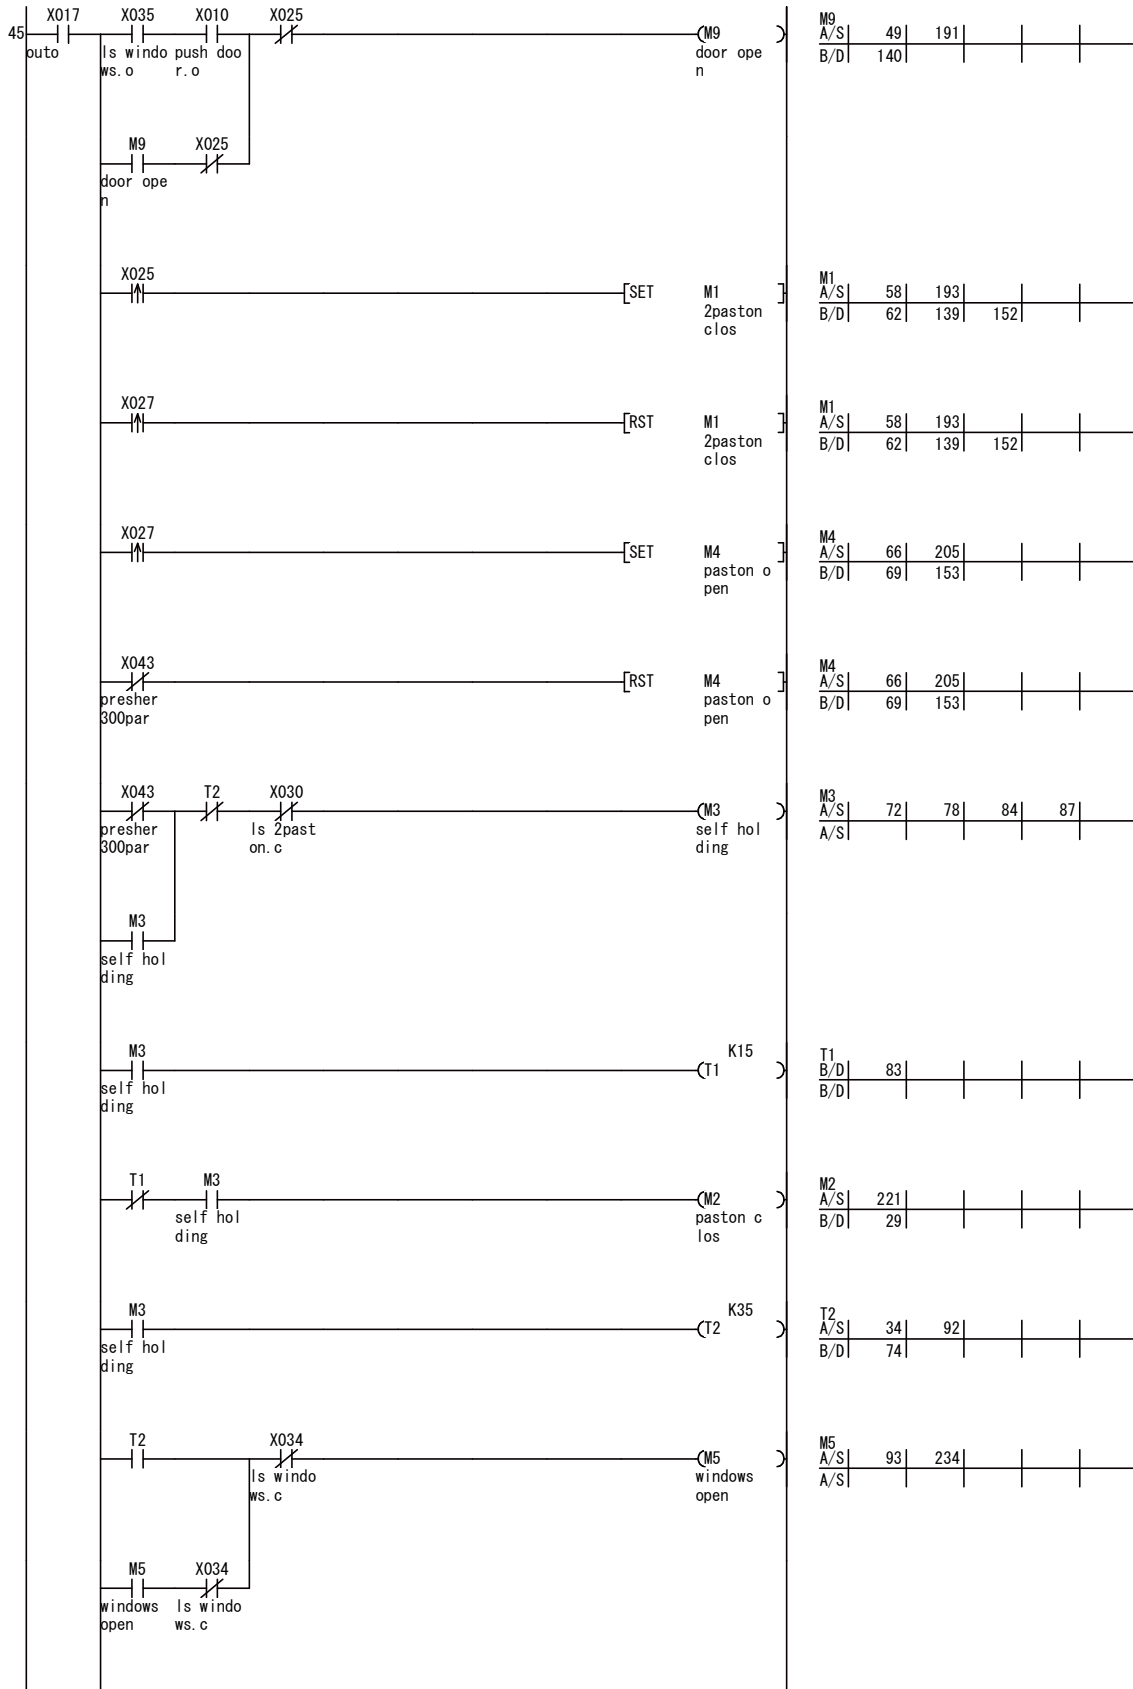 X017 X035 X010 X025
45 (M9 ) M9
A/S 49 191
outo ls windo push doo door ope B/D 140
ws.o r.o n
M9 X025
door ope
n
X025 M1
[SET M1 ] A/S 58 193
2paston B/D 62 139 152
clos
X027 M1
[RST M1 ] A/S 58 193
2paston B/D 62 139 152
clos
X027 M4
[SET M4 ] A/S 66 205
paston o B/D 69 153
pen
X043 M4
[RST M4 ] A/S 66 205
presher paston o B/D 69 153
300par pen
X043 T2 X030 M3
(M3 ) A/S 72 78 84 87
presher ls 2past self hol A/S
300par on.c ding
M3
self hol
ding
M3 K15 T1
(T1 ) B/D 83
self hol B/D
ding
T1 M3 M2
(M2 ) A/S 221
self hol paston c B/D 29
ding los
M3 K35 T2
(T2 ) A/S 34 92
self hol B/D 74
ding
T2 X034 M5
(M5 ) A/S 93 234
ls windo windows A/S
ws.c open
M5 X034
windows ls windo
open ws.c